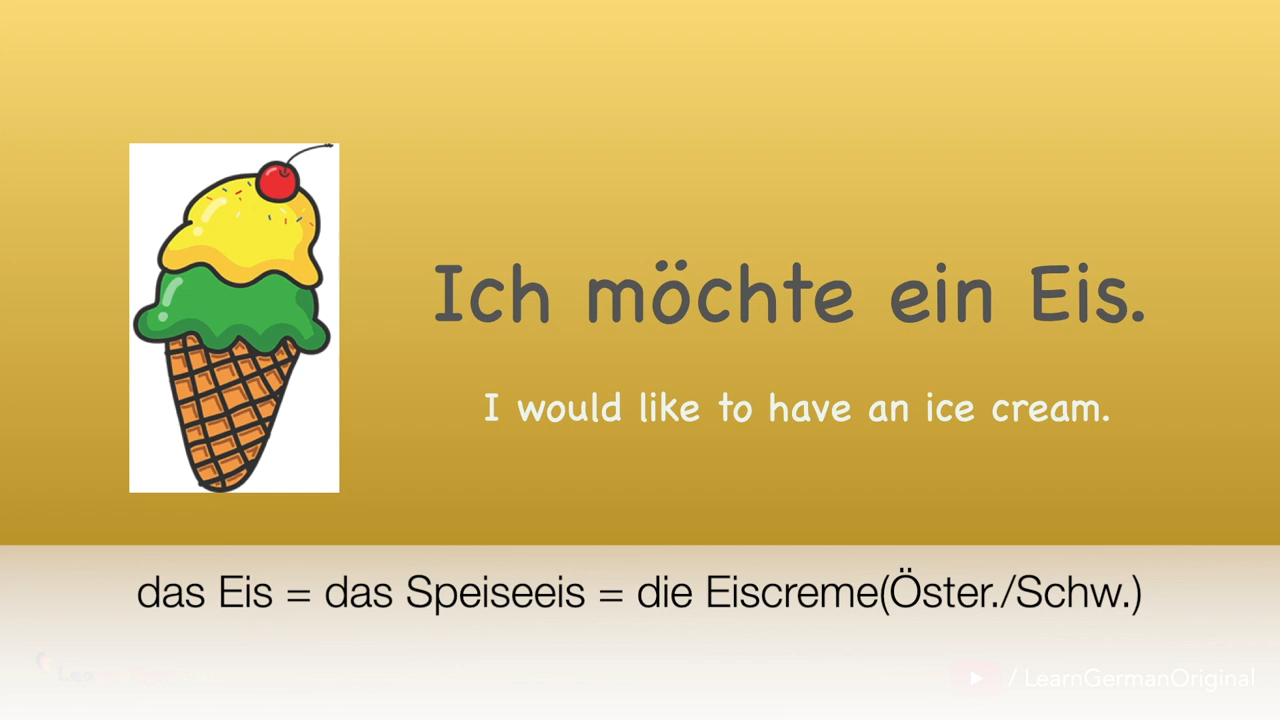 Ich möchte ein Eis.
I would like to have an ice cream.
das Eis = das Speiseeis = die Eiscreme(Öster./Schw.)
/ LearnGermanOriginal